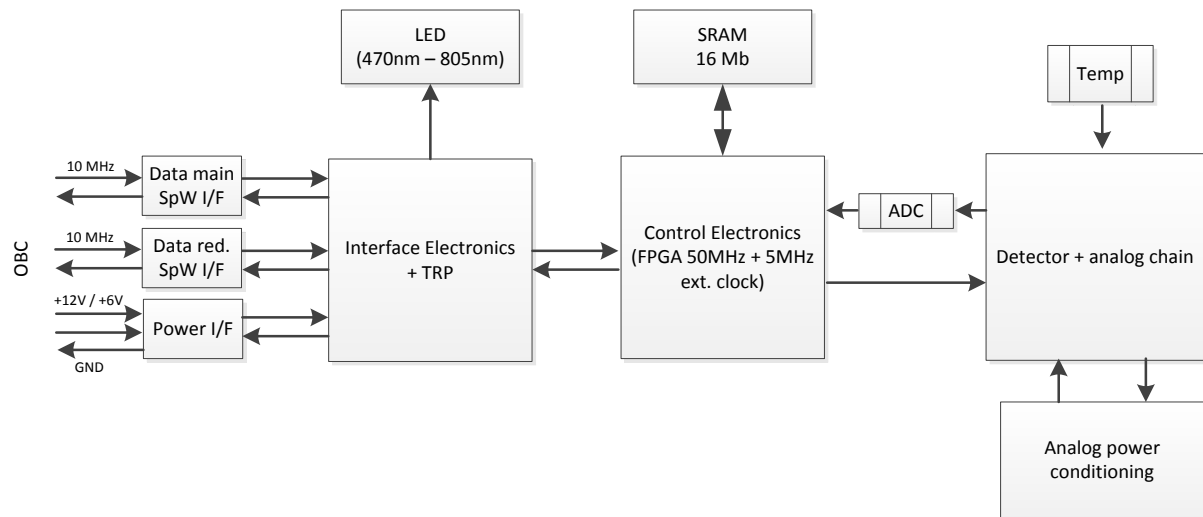 LED
(470nm – 805nm)
SRAM
16 Mb
Temp
10 MHz
Data main
SpW I/F
ADC
OBC
10 MHz
Data red.
SpW I/F
Interface Electronics
+ TRP
Control Electronics
(FPGA 50MHz + 5MHz
ext. clock)
Detector + analog chain
+12V / +6V
Power I/F
GND
Analog power
conditioning